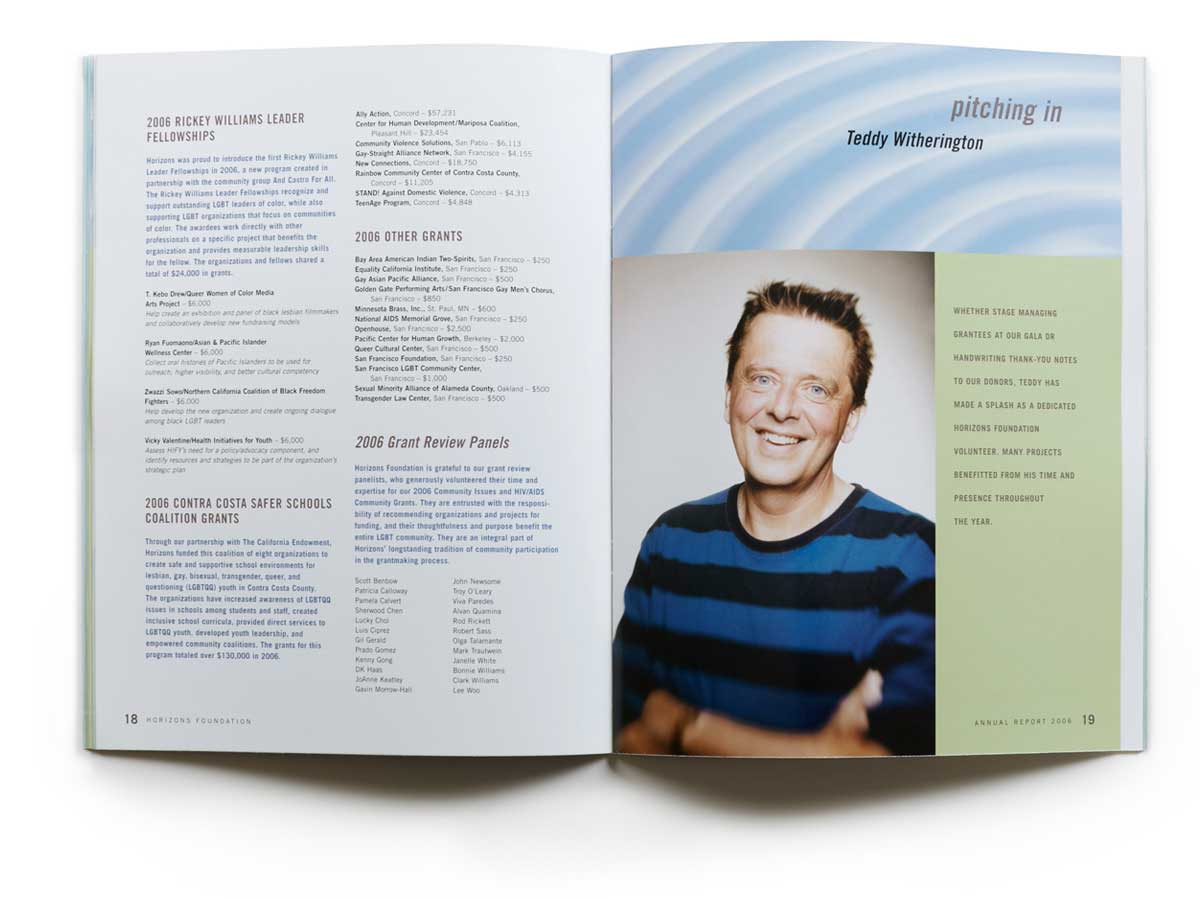 2006 RICKEY WILLIAMS LEADER
FELLOWSHIPS
Horizons was proud to introduce the first Rickey Williams
Leader Fellowships in 2006, a new program created in
partnership with the community group And Castro For All.
The Rickey Williams Leader Fellowships recognize and
support outstanding LGBT leaders of color, while also
supporting LGBT organizations that focus on communities
of color. The awardees work directly with other
professionals on a specific project that benefits the
organization and provides measurable leadership skills
for the fellow. The organizations and fellows shared a
total of $24,000 in grants.
T. Kebo Drew/Queer Women of Color Media
Arts Project – $6,000
Help create an exhibition and panel of black lesbian filmmakers
and collaboratively develop new fundraising models
Ryan Fuomaono/Asian & Pacific Islander
Wellness Center – $6,000
Collect oral histories of Pacific Islanders to be used for
outreach, higher visibility, and better cultural competency
Zwazzi Sowo/Northern California Coalition of Black Freedom
Fighters – $6,000
Help develop the new organization and create ongoing dialogue
among black LGBT leaders
Vicky Valentine/Health Initiatives for Youth – $6,000
Assess HIFY's need for a policy/advocacy component, and
identify resources and strategies to be part of the organization's
strategic plan
2006 CONTRA COSTA SAFER SCHOOLS
COALITION GRANTS
Through our partnership with The California Endowment,
Horizons funded this coalition of eight organizations to
create safe and supportive school environments for
lesbian, gay, bisexual, transgender, queer, and
questioning (LGBTQQ) youth in Contra Costa County.
The organizations have increased awareness of LGBTQQ
issues in schools among students and staff, created
inclusive school curricula, provided direct services to
LGBTQQ youth, developed youth leadership, and
empowered community coalitions. The grants for this
program totaled over $130,000 in 2006.
Ally Action, Concord – $57,231
Center for Human Development/Mariposa Coalition,
Pleasant Hill – $23,454
Community Violence Solutions, San Pablo – $6,113
Gay-Straight Alliance Network, San Francisco – $4,155
New Connections, Concord – $18,750
Rainbow Community Center of Contra Costa County,
Concord – $11,205
STAND! Against Domestic Violence, Concord – $4,313
TeenAge Program, Concord – $4,848
2006 OTHER GRANTS
Bay Area American Indian Two-Spirits, San Francisco – $250
Equality California Institute, San Francisco – $250
Gay Asian Pacific Alliance, San Francisco – $500
Golden Gate Performing Arts/San Francisco Gay Men's Chorus,
San Francisco – $850
Minnesota Brass, Inc., St. Paul, MN – $600
National AIDS Memorial Grove, San Francisco – $250
Openhouse, San Francisco – $2,500
Pacific Center for Human Growth, Berkeley – $2,000
Queer Cultural Center, San Francisco – $500
San Francisco Foundation, San Francisco – $250
San Francisco LGBT Community Center,
San Francisco – $1,000
Sexual Minority Alliance of Alameda County, Oakland – $500
Transgender Law Center, San Francisco – $500
2006 Grant Review Panels
Horizons Foundation is grateful to our grant review
panelists, who generously volunteered their time and
expertise for our 2006 Community Issues and HIV/AIDS
Community Grants. They are entrusted with the responsi-
bility of recommending organizations and projects for
funding, and their thoughtfulness and purpose benefit the
entire LGBT community. They are an integral part of
Horizons' longstanding tradition of community participation
in the grantmaking process.
Scott Benbow
Patricia Calloway
Pamela Calvert
Sherwood Chen
Lucky Choi
Luis Ciprez
Gil Gerald
Prado Gomez
Kenny Gong
DK Haas
JoAnne Keatley
Gavin Morrow-Hall
John Newsome
Troy O'Leary
Viva Paredes
Alvan Quamina
Rod Rickett
Robert Sass
Olga Talamante
Mark Trautwein
Janelle White
Bonnie Williams
Clark Williams
Lee Woo
18 HORIZONS FOUNDATION
pitching in
Teddy Witherington
WHETHER STAGE MANAGING
GRANTEES AT OUR GALA OR
HANDWRITING THANK-YOU NOTES
TO OUR DONORS, TEDDY HAS
MADE A SPLASH AS A DEDICATED
HORIZONS FOUNDATION
VOLUNTEER. MANY PROJECTS
BENEFITTED FROM HIS TIME AND
PRESENCE THROUGHOUT
THE YEAR.
ANNUAL REPORT 2006 19